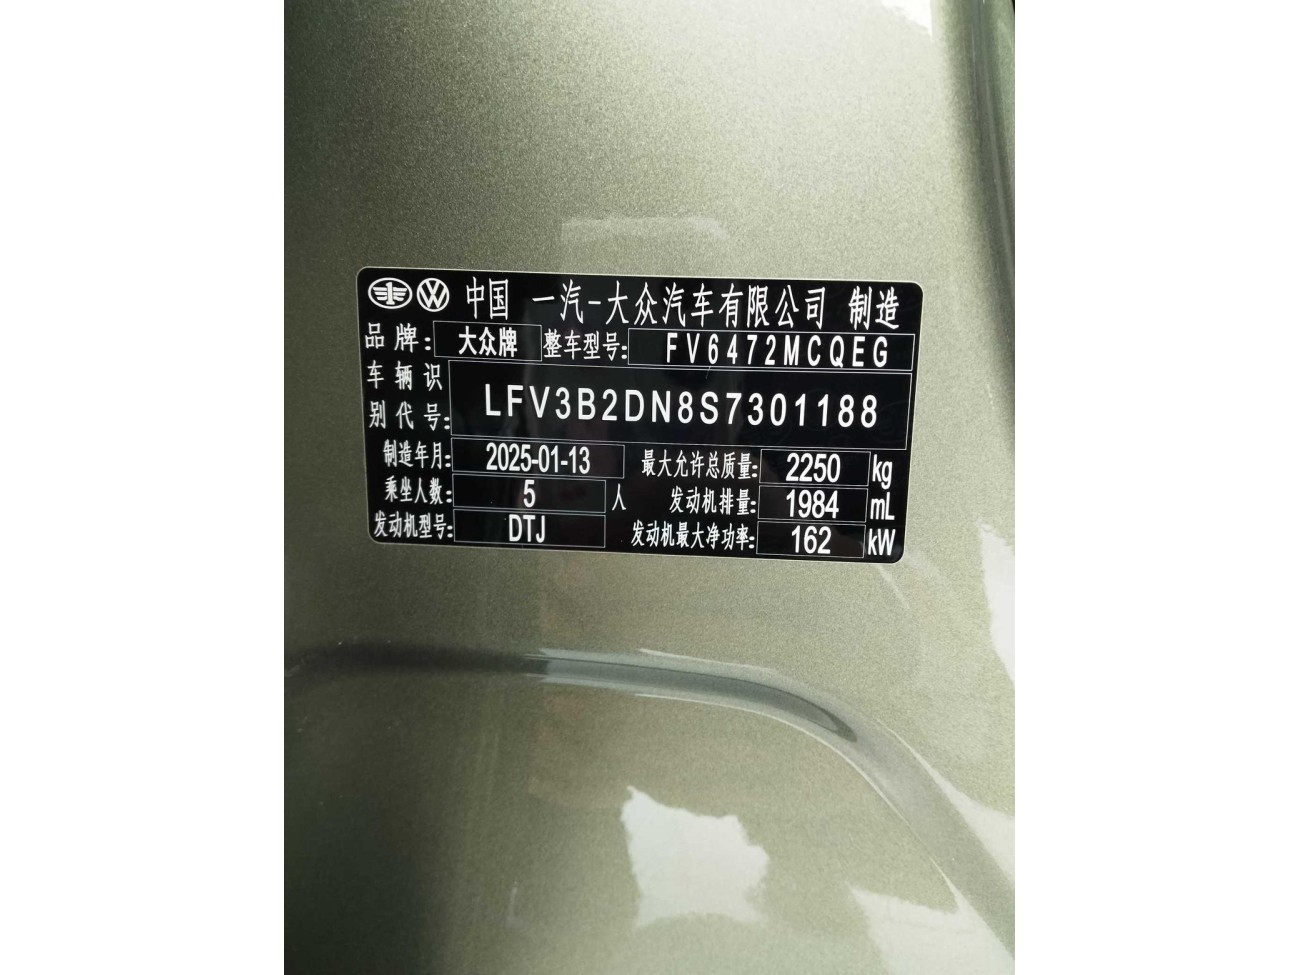 中国 一汽-大众汽车有限公司 制造
品牌: 大众牌 整车型号: FV6472MCQEG
车辆识别代号: LFV3B2DN8S7301188
制造年月: 2025-01-13 最大允许总质量: 2250 kg
乘坐人数: 5 人 发动机排量: 1984 mL
发动机型号: DTJ 发动机最大净功率: 162 kW